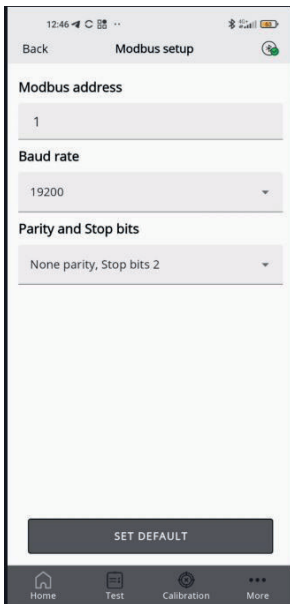 12:46
Back Modbus setup
Modbus address
1
Baud rate
19200
Parity and Stop bits
None parity, Stop bits 2
SET DEFAULT
Home Test Calibration More